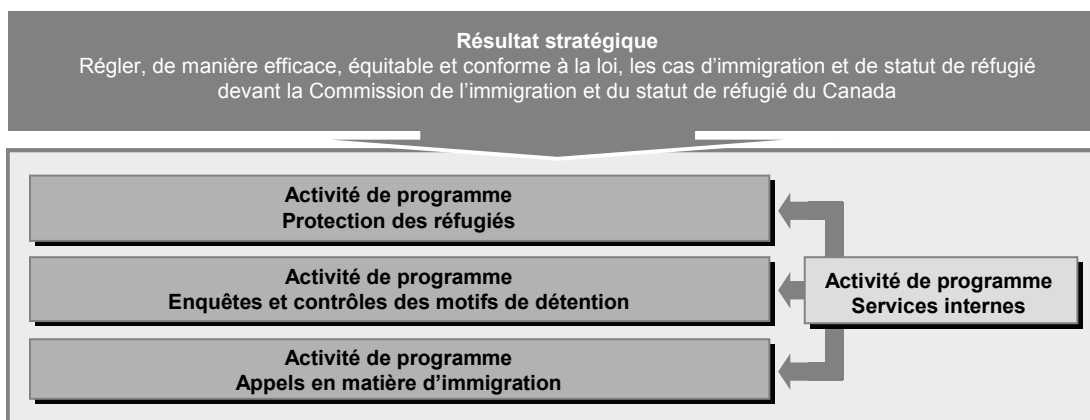 Résultat stratégique
Régler, de manière efficace, équitable et conforme à la loi, les cas d'immigration et de statut de réfugié
devant la Commission de l'immigration et du statut de réfugié du Canada
Activité de programme
Protection des réfugiés
Activité de programme
Enquêtes et contrôles des motifs de détention
Activité de programme
Appels en matière d'immigration
Activité de programme
Services internes